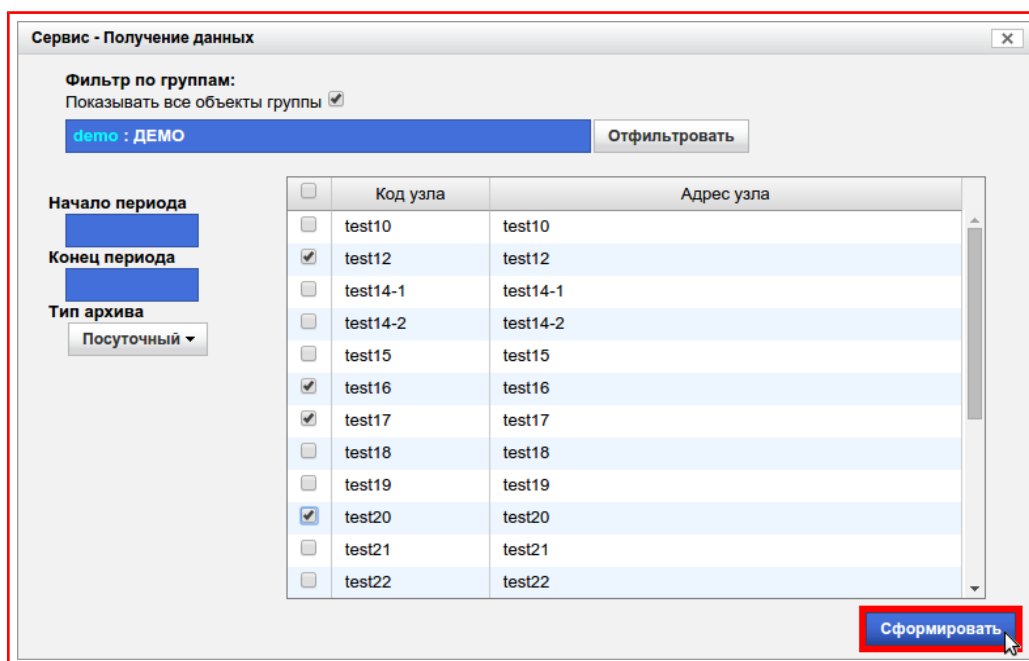 Сервис - Получение данных
Фильтр по группам:
Показывать все объекты группы
demo : ДЕМО
Отфильтровать
Начало периода
Конец периода
Тип архива
Посуточный
Код узла Адрес узла
test10 test10
test12 test12
test14-1 test14-1
test14-2 test14-2
test15 test15
test16 test16
test17 test17
test18 test18
test19 test19
test20 test20
test21 test21
test22 test22
Сформировать